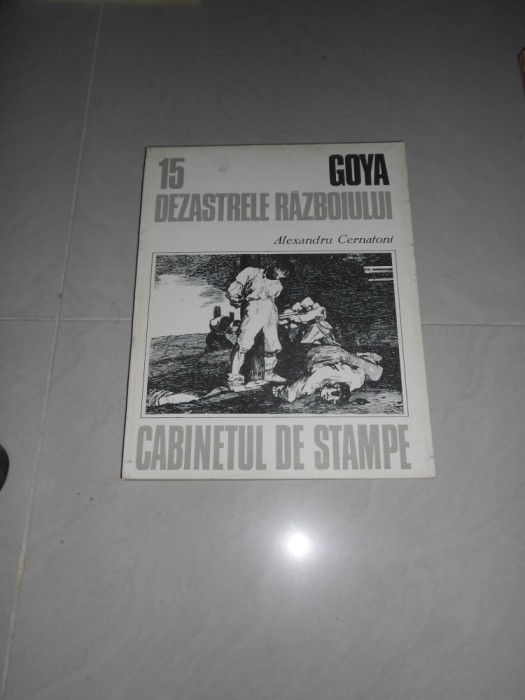 15 GOYA
DEZASTRELE RĂZBOIULUI
Alexandru Cernatoni
CABINETUL DE STAMPE